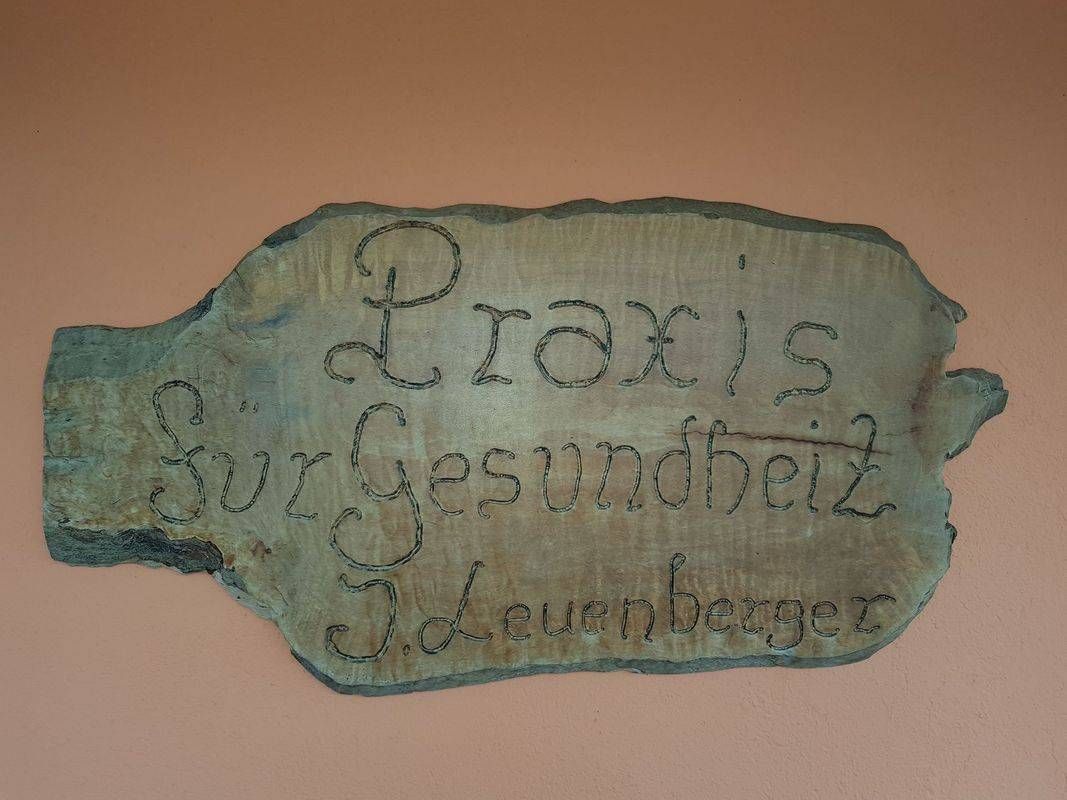 Praxis
für Gesundheit
J. Leuenberger